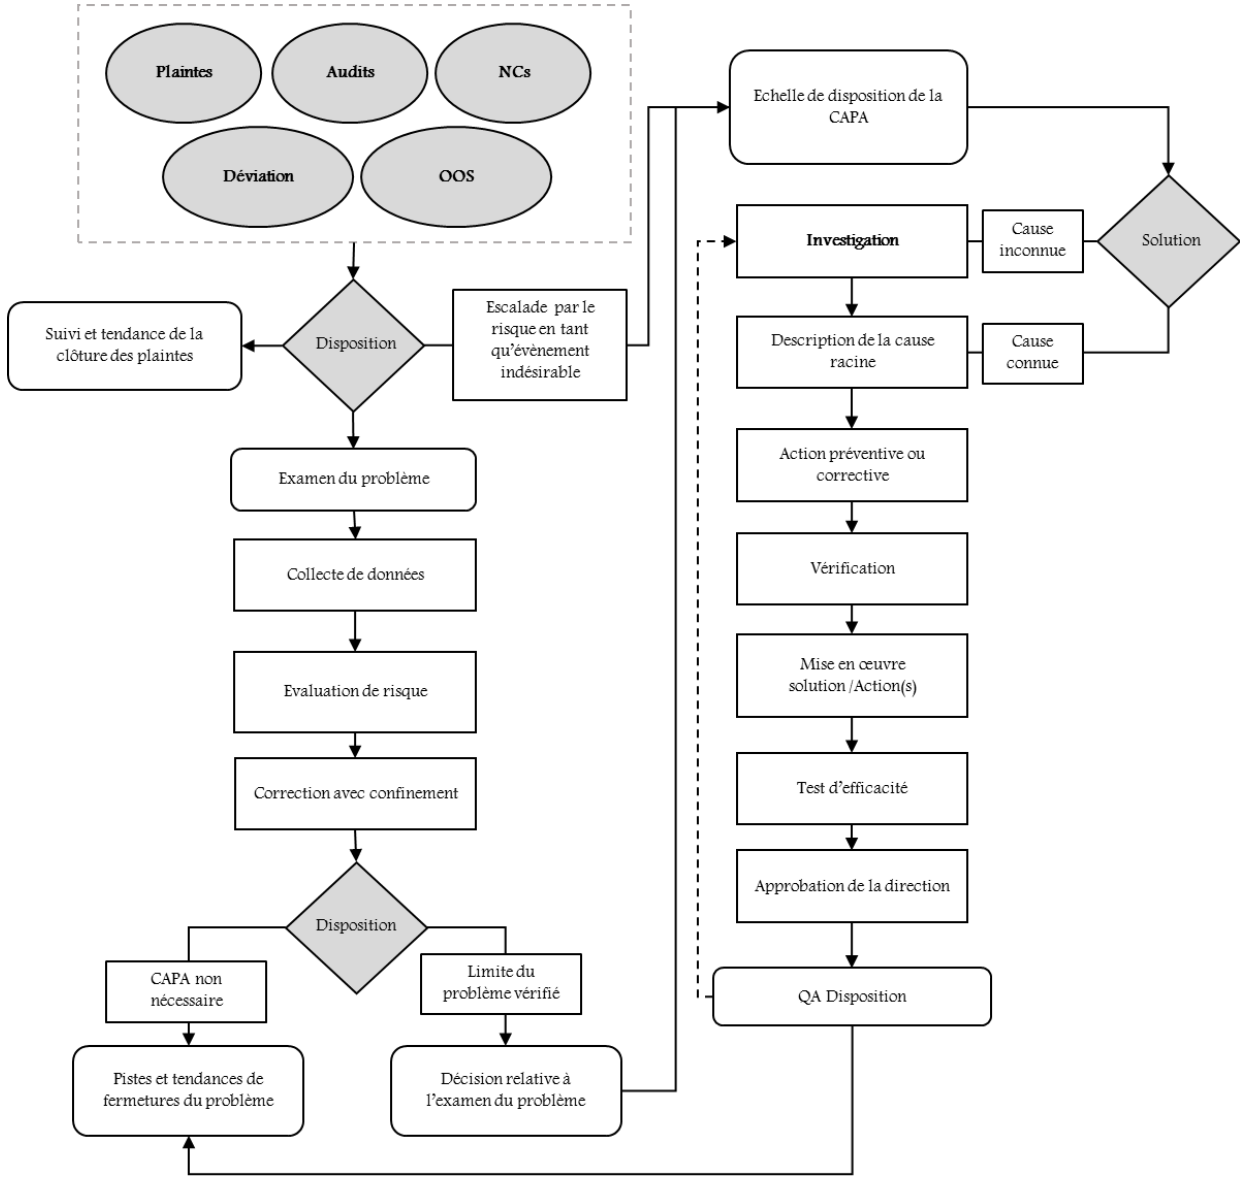 Plaintes
Audits
NCs
Déviation
OOS
Disposition
Suivi et tendance de la
clôture des plaintes
Escalade par le
risque en tant
qu'évènement
indésirable
Examen du problème
Collecte de données
Evaluation de risque
Correction avec confinement
Disposition
CAPA non
nécessaire
Limite du
problème vérifié
Pistes et tendances de
fermetures du problème
Décision relative à
l'examen du problème
Echelle de disposition de la
CAPA
Solution
Cause
inconnue
Investigation
Cause
connue
Description de la cause
racine
Action préventive ou
corrective
Vérification
Mise en œuvre
solution /Action(s)
Test d'efficacité
Approbation de la direction
QA Disposition